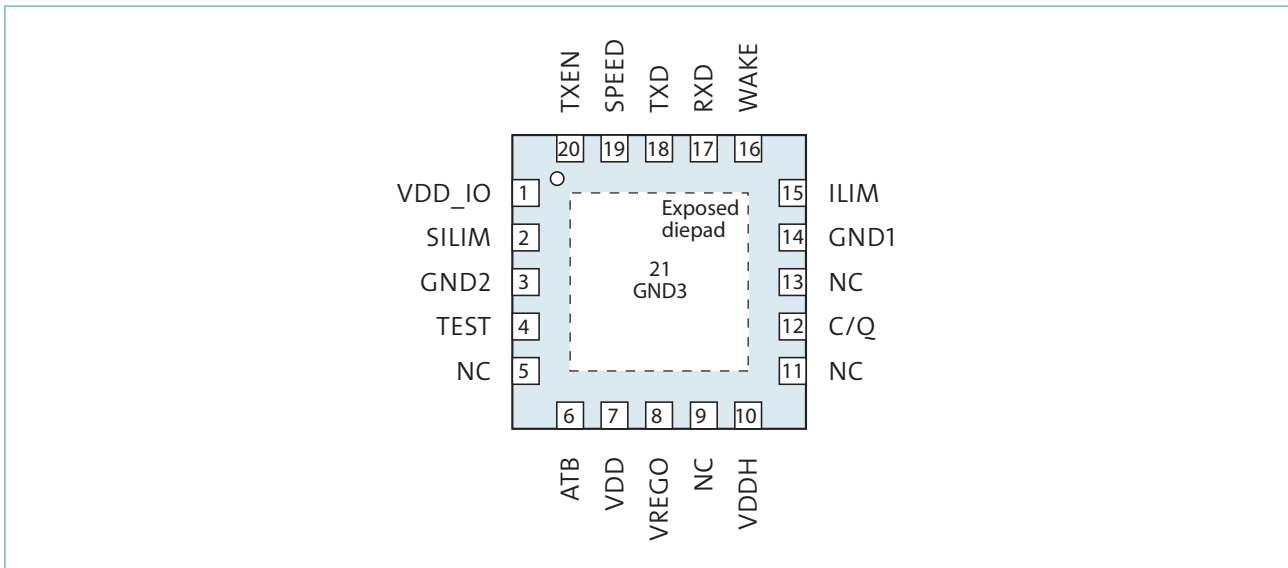 TXEN
SPEED
TXD
RXD
WAKE
20
19
18
17
16
VDD_IO
1
15
ILIM
SILIM
2
14
GND1
GND2
3
13
NC
TEST
4
12
C/Q
NC
5
11
NC
Exposed
diepad
21
GND3
6
7
8
9
10
ATB
VDD
VREGO
NC
VDDH